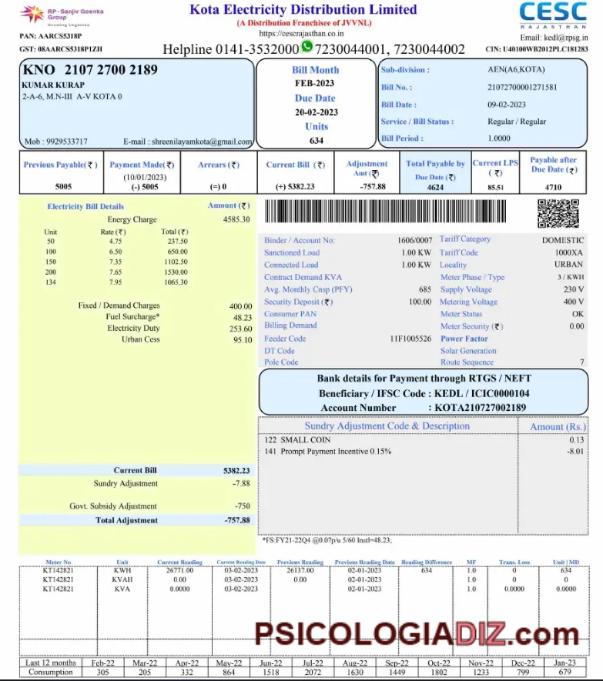 RP - Sanjiv Goenka
Group
Growing Legacies
PAN: AARCS5318P
GST: 08AARCS5318P1ZH
Kota Electricity Distribution Limited
(A Distribution Franchisee of JVVNL)
https://cescrajasthan.co.in
Helpline 0141-3532000 7230044001, 7230044002
CESC
RAJASTHAN
Email: kedl@rpsg.in
CIN: U40100WB2012PLC181283
KNO 2107 2700 2189
KUMAR KURAP
2-A-6, M.N-III A-V KOTA 0
Mob : 9929533717 E-mail : shreenilayamkota@gmail.com
Bill Month
FEB-2023
Due Date
20-02-2023
Units
634
Sub-division : AEN(A6,KOTA)
Bill No. : 21072700001271581
Bill Date : 09-02-2023
Service / Bill Status : Regular / Regular
Bill Period : 1.0000
Previous Payable(₹) Payment Made(₹) Arrears (₹) Current Bill (₹) Adjustment Amt (₹) Total Payable by Due Date (₹) Current LPS (₹) Payable after Due Date (₹)
(10/01/2023)
5005 (-) 5005 (=) 0 (+) 5382.23 -757.88 4624 85.51 4710
Electricity Bill Details Amount (₹)
Energy Charge 4585.30
Unit Rate (₹) Total (₹)
50 4.75 237.50
100 6.50 650.00
150 7.35 1102.50
200 7.65 1530.00
134 7.95 1065.30
Fixed / Demand Charges 400.00
Fuel Surcharge* 48.23
Electricity Duty 253.60
Urban Cess 95.10
Current Bill 5382.23
Sundry Adjustment -7.88
Govt. Subsidy Adjustment -750
Total Adjustment -757.88
Binder / Account No: 1606/0007 Tariff Category DOMESTIC
Sanctioned Load 1.00 KW Tariff Code 1000XA
Connected Load 1.00 KW Locality URBAN
Contract Demand KVA Meter Phase / Type 3 / KWH
Avg. Monthly Cnsp (PFY) 685 Supply Voltage 230 V
Security Deposit (₹) 100.00 Metering Voltage 400 V
Consumer PAN Meter Status OK
Billing Demand Meter Security (₹) 0.00
Feeder Code 11F1005526 Power Factor
DT Code Solar Generation
Pole Code Route Sequence 7
Bank details for Payment through RTGS / NEFT
Beneficiary / IFSC Code : KEDL / ICIC0000104
Account Number : KOTA210727002189
Sundry Adjustment Code & Description Amount (Rs.)
122 SMALL COIN 0.13
141 Prompt Payment Incentive 0.15% -8.01
*FS:FY21-22Q4 @0.07p/u 5/60 Instl=48.23;
Meter No Unit Current Reading Current Reading Date Previous Reading Previous Reading Date Reading Difference MF Trans. Loss Unit | MD
KT142821 KWH 26771.00 03-02-2023 26137.00 02-01-2023 634 1.0 0 634
KT142821 KVAH 0.00 03-02-2023 0.00 02-01-2023 1.0 0 0
KT142821 KVA 0.0000 03-02-2023 02-01-2023 1.0 0.0000 0.0000
PSICOLOGIADIZ.com
Last 12 months Feb-22 Mar-22 Apr-22 May-22 Jun-22 Jul-22 Aug-22 Sep-22 Oct-22 Nov-22 Dec-22 Jan-23
Consumption 305 205 332 864 1518 2072 1630 1449 1802 1233 799 679